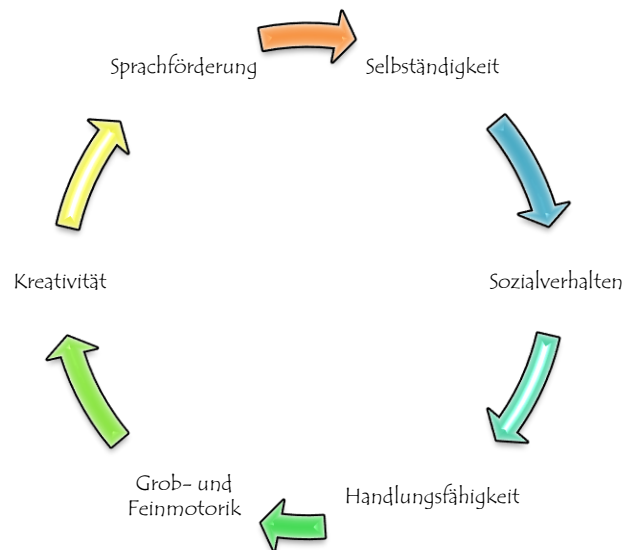 Sprachförderung
Selbständigkeit
Kreativität
Sozialverhalten
Grob- und
Feinmotorik
Handlungsfähigkeit